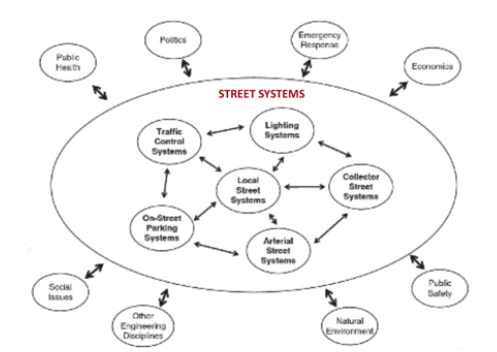 Politics
Emergency
Response
Public
Health
Economics
STREET SYSTEMS
Lighting
Systems
Traffic
Control
Systems
Local
Street
Systems
Collector
Street
Systems
On-Street
Parking
Systems
Arterial
Street
Systems
Social
Issues
Public
Safety
Other
Engineering
Disciplines
Natural
Environment